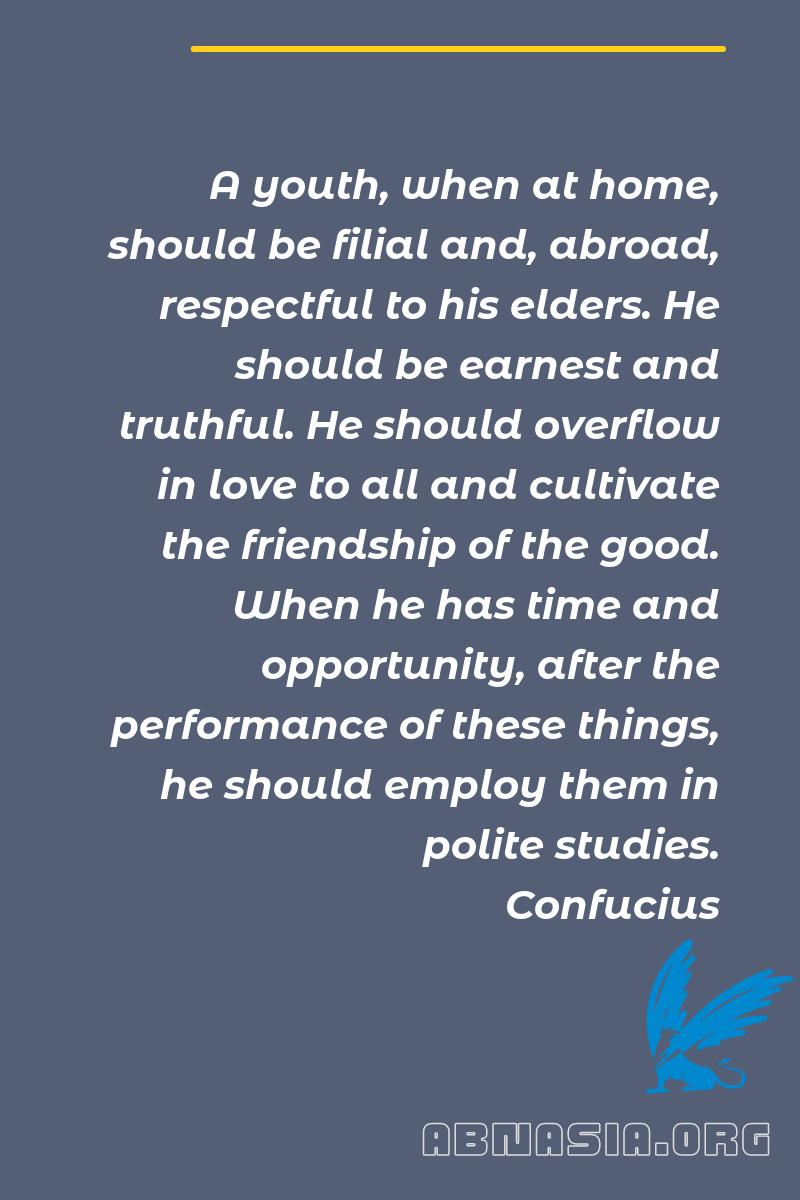 A youth, when at home,
should be filial and, abroad,
respectful to his elders. He
should be earnest and
truthful. He should overflow
in love to all and cultivate
the friendship of the good.
When he has time and
opportunity, after the
performance of these things,
he should employ them in
polite studies.
Confucius
ABNASIA.ORG